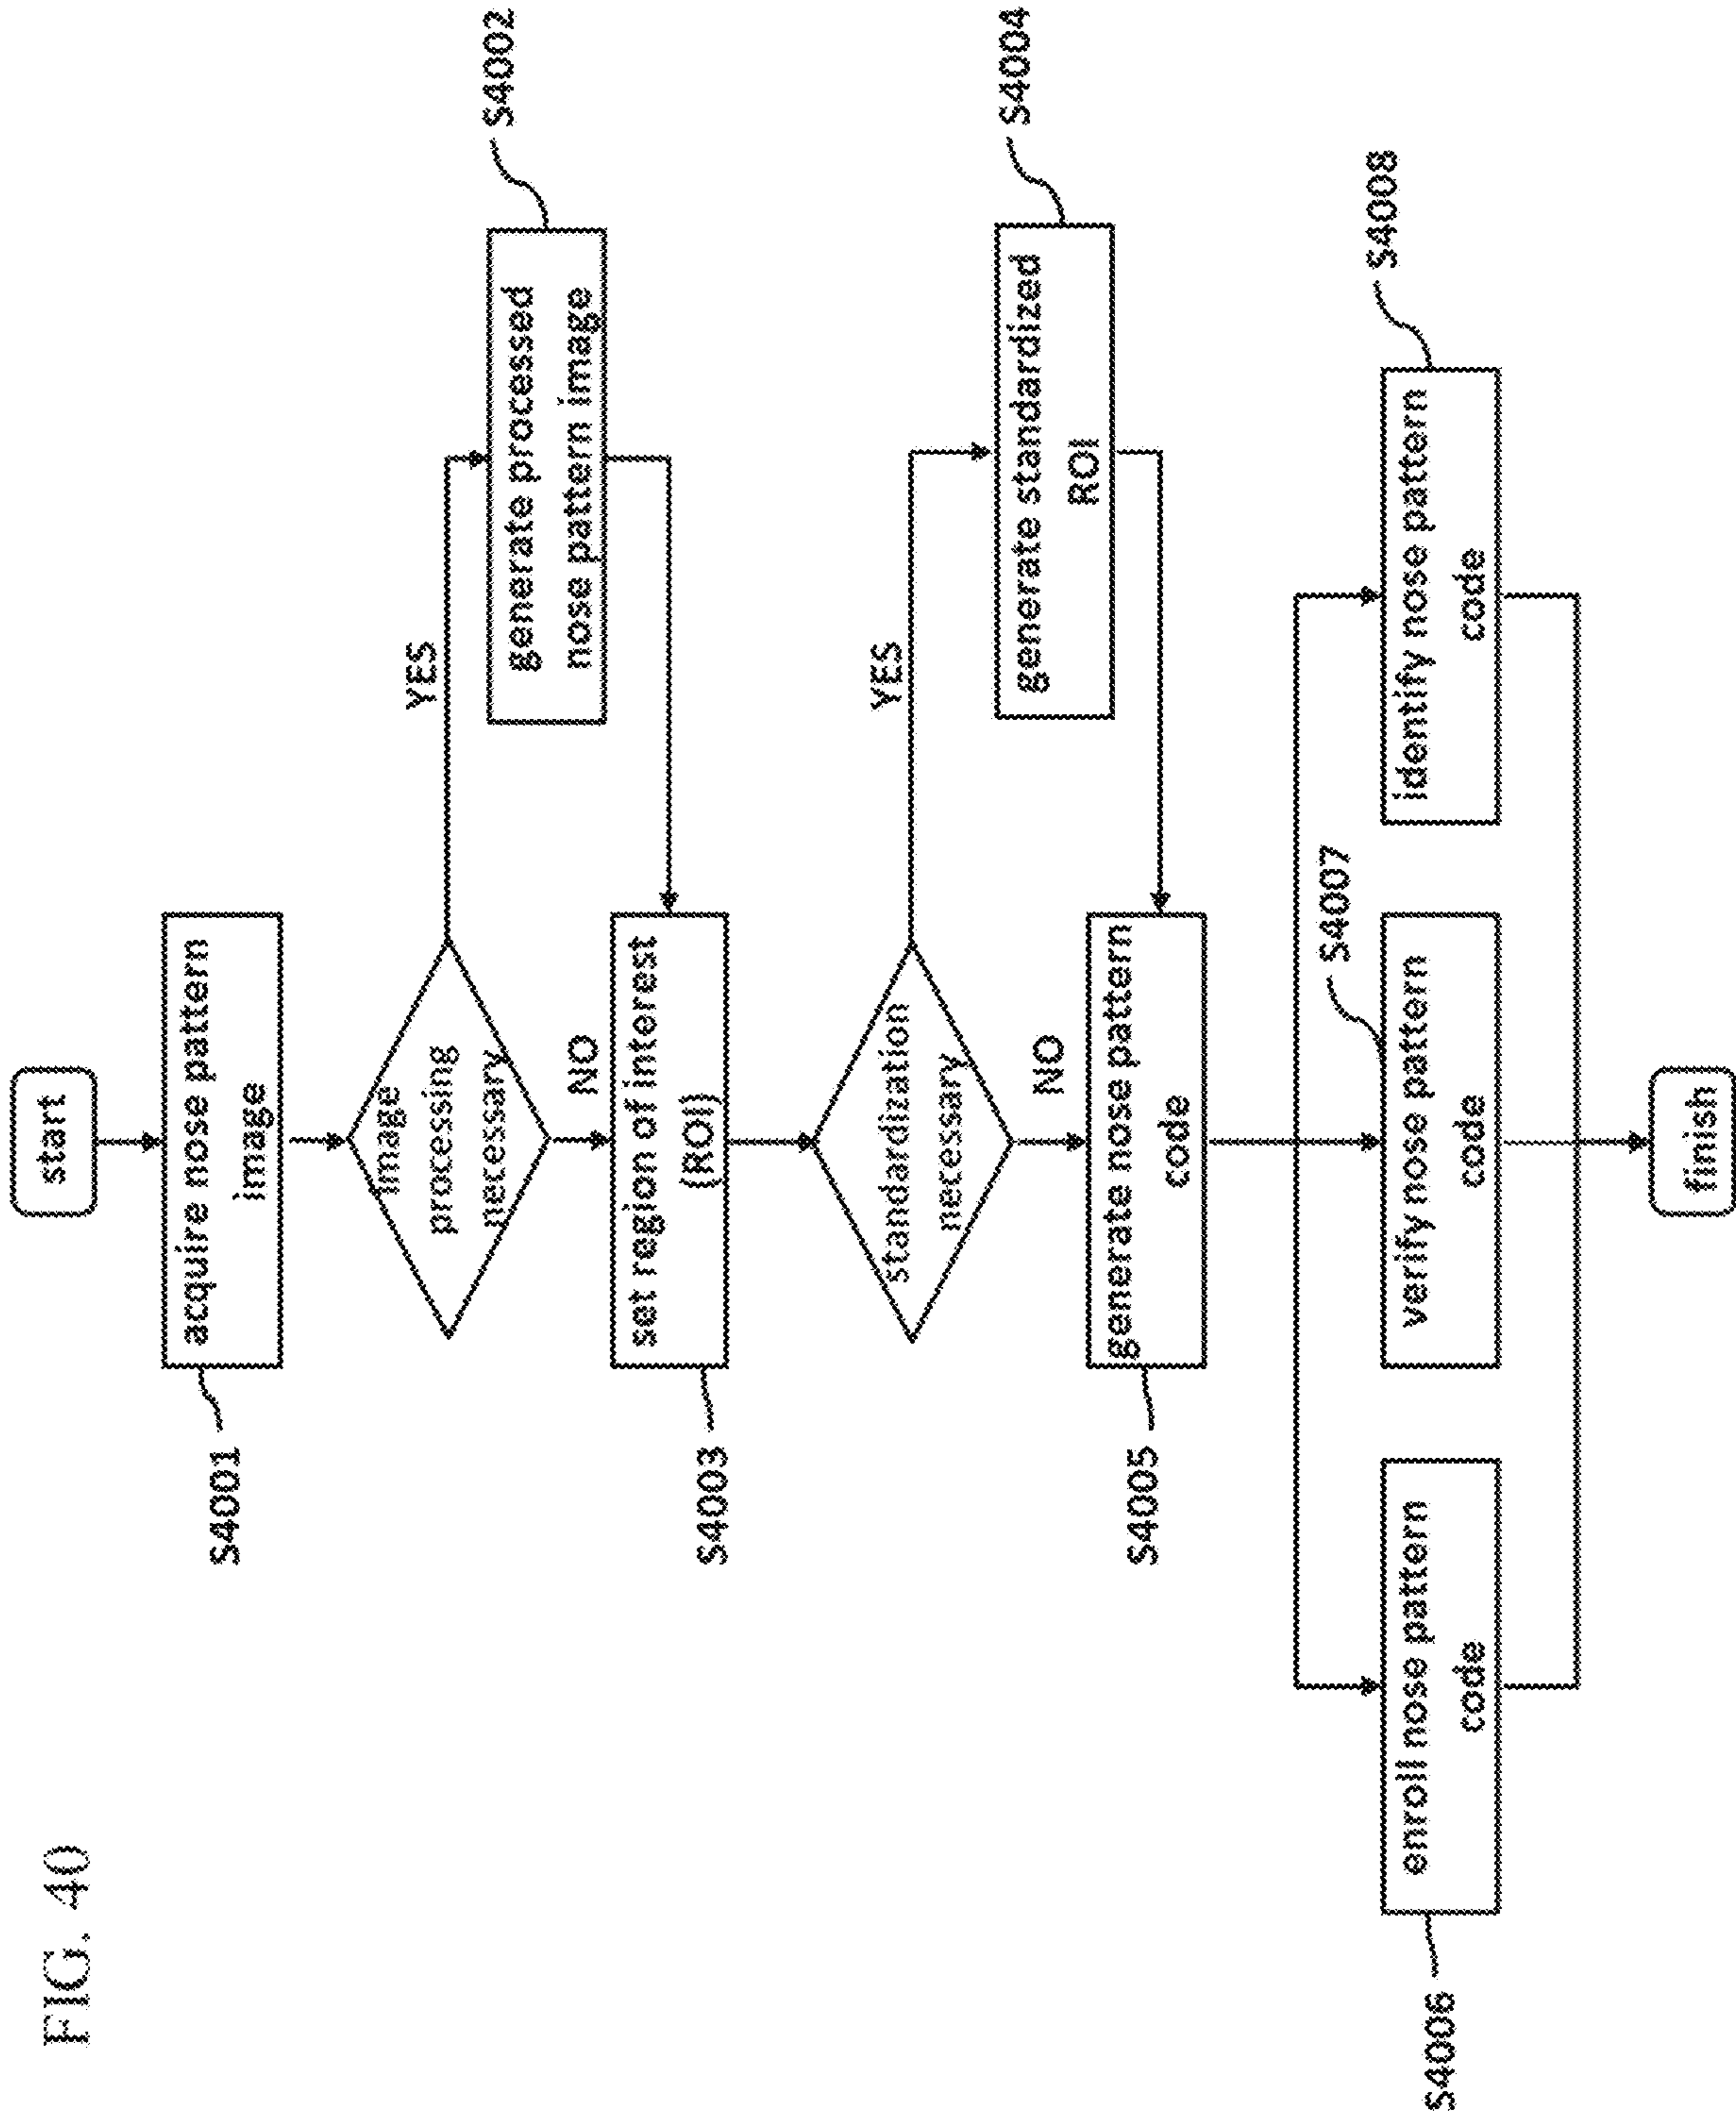 FIG. 40
start
acquire nose pattern
image
S4001
image
processing
necessary
YES
generate processed
nose pattern image
S4002
NO
set region of interest
(ROI)
S4003
standardization
necessary
YES
generate standardized
ROI
S4004
NO
generate nose pattern
code
S4005
enroll nose pattern
code
S4006
verify nose pattern
code
S4007
identify nose pattern
code
S4008
finish